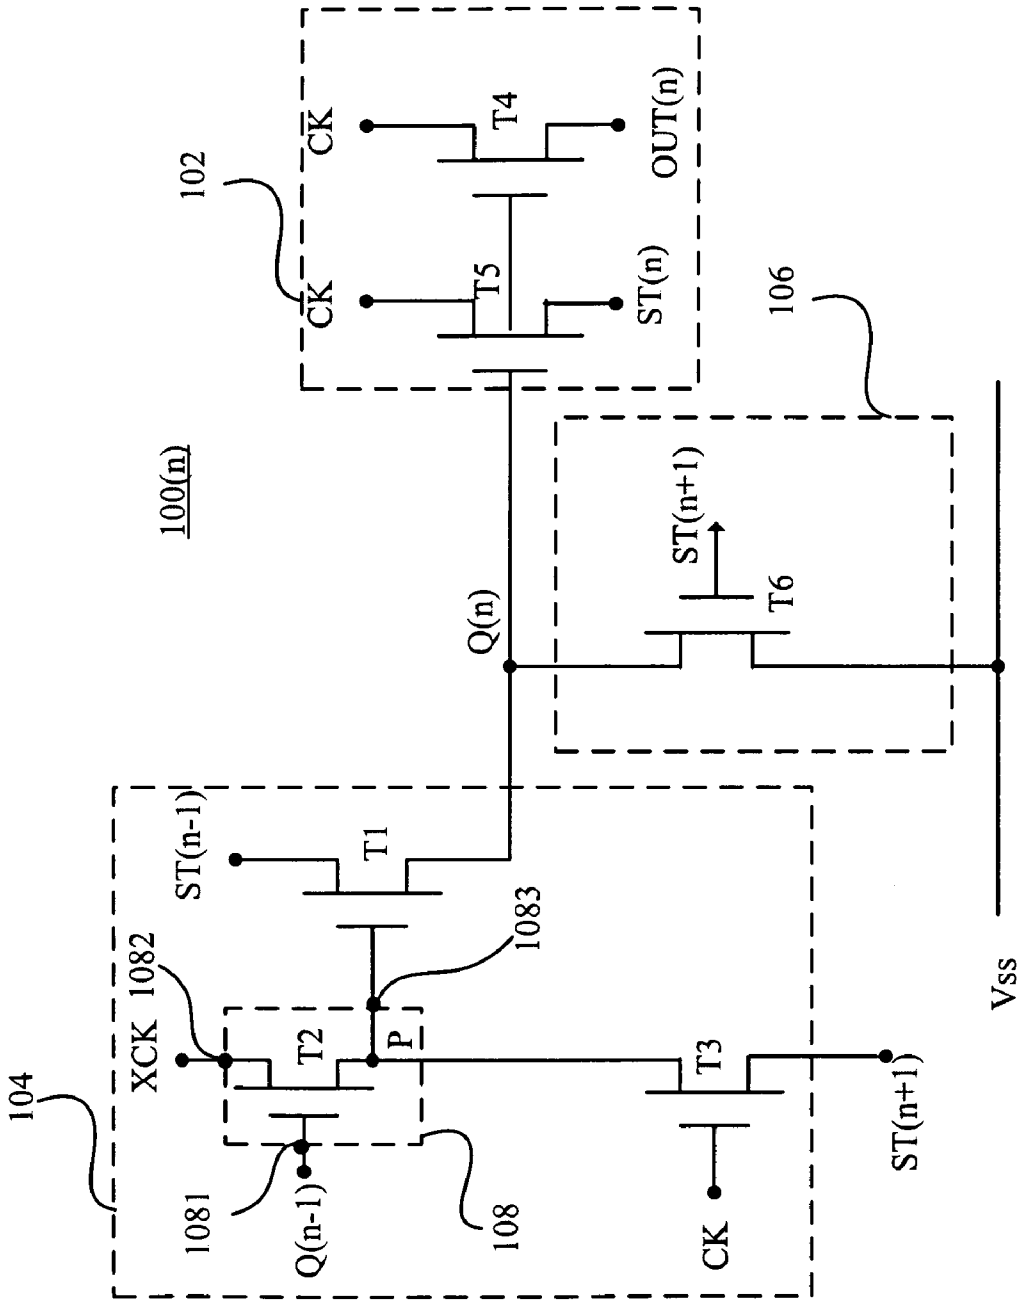 100(n)
104
XCK
1082
ST(n-1)
T1
1081
Q(n-1)
T2
P
1083
108
CK
T3
ST(n+1)
Q(n)
102
CK
T5
ST(n)
CK
T4
OUT(n)
106
ST(n+1)
T6
Vss